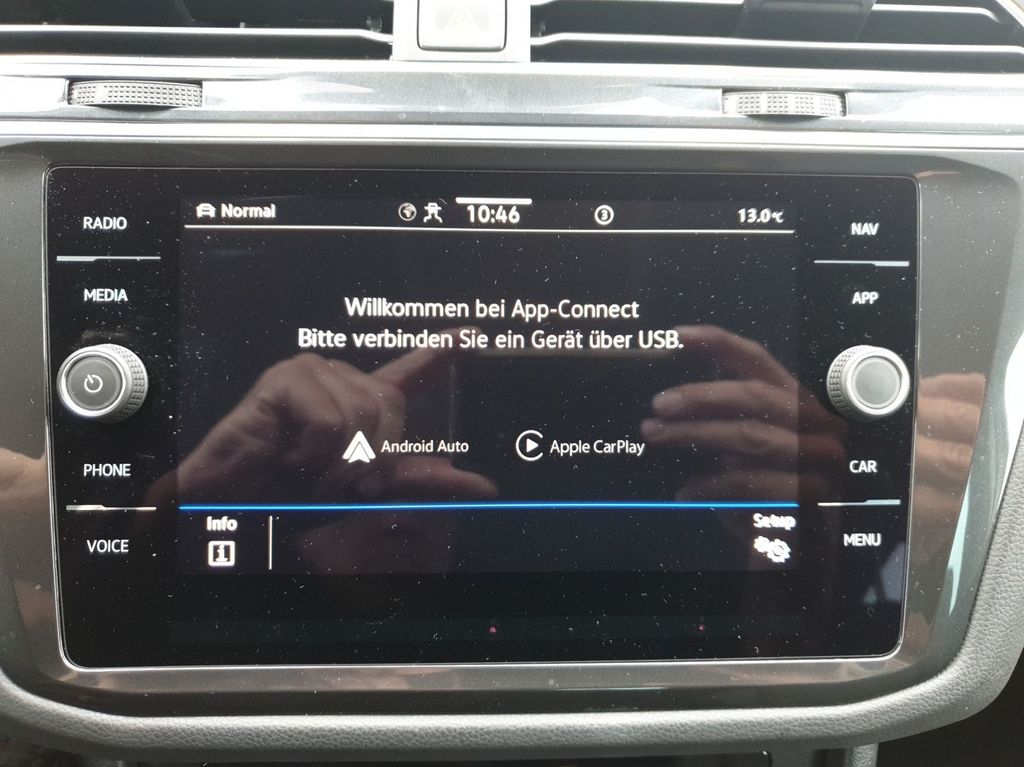 Normal 10:46 3 13.0°C
RADIO
NAV
MEDIA
APP
Willkommen bei App-Connect
Bitte verbinden Sie ein Gerät über USB.
Android Auto Apple CarPlay
PHONE
CAR
Info
Setup
VOICE
MENU